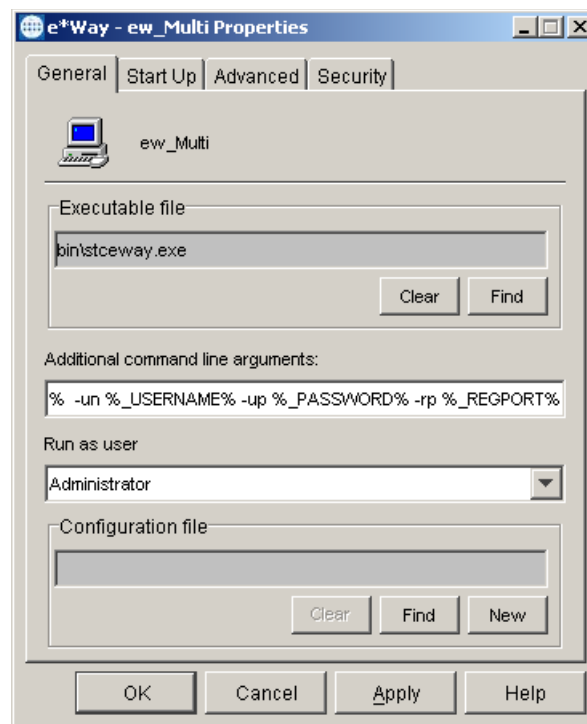 e*Way - ew_Multi Properties
General Start Up Advanced Security
ew_Multi
Executable file
bin\stceway.exe
Clear Find
Additional command line arguments:
% -un %_USERNAME% -up %_PASSWORD% -rp %_REGPORT%
Run as user
Administrator
Configuration file
Clear Find New
OK Cancel Apply Help